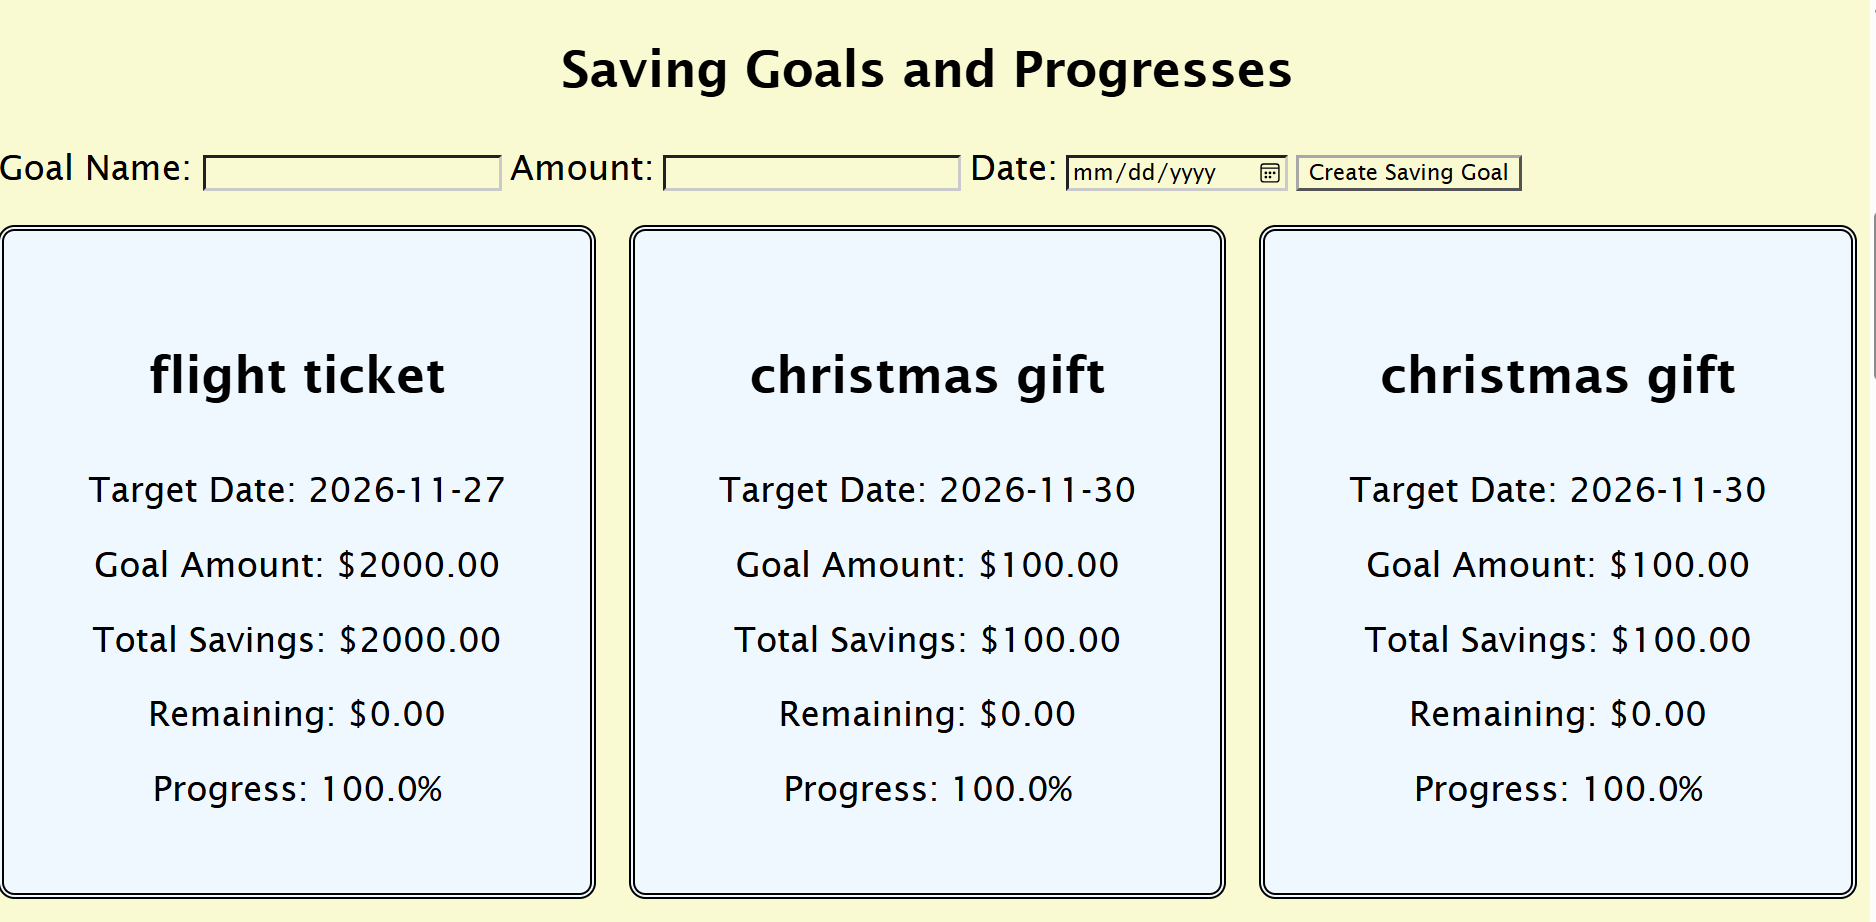 Saving Goals and Progresses
Goal Name: Amount: Date: mm/dd/yyyy Create Saving Goal
flight ticket
Target Date: 2026-11-27
Goal Amount: $2000.00
Total Savings: $2000.00
Remaining: $0.00
Progress: 100.0%
christmas gift
Target Date: 2026-11-30
Goal Amount: $100.00
Total Savings: $100.00
Remaining: $0.00
Progress: 100.0%
christmas gift
Target Date: 2026-11-30
Goal Amount: $100.00
Total Savings: $100.00
Remaining: $0.00
Progress: 100.0%